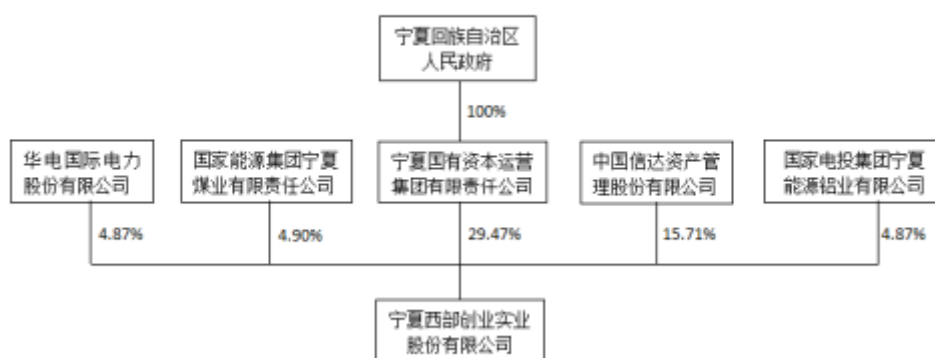 宁夏回族自治区
人民政府
100%
华电国际电力
股份有限公司
国家能源集团宁夏
煤业有限责任公司
宁夏国有资本运营
集团有限责任公司
中国信达资产管
理股份有限公司
国家电投集团宁夏
能源铝业有限公司
4.87%
4.90%
29.47%
15.71%
4.87%
宁夏西部创业实业
股份有限公司